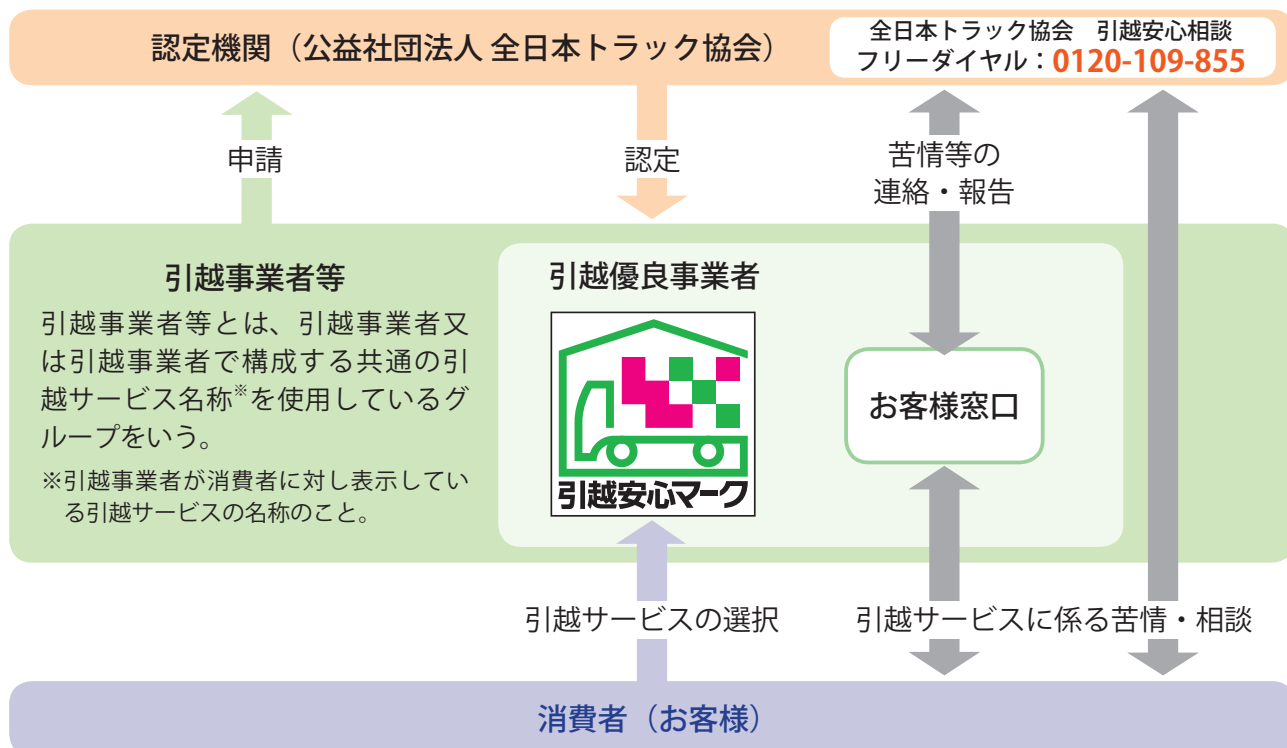 認定機関（公益社団法人 全日本トラック協会）
全日本トラック協会　引越安心相談
フリーダイヤル：0120-109-855
申請
認定
苦情等の
連絡・報告
引越事業者等
引越事業者等とは、引越事業者又
は引越事業者で構成する共通の引
越サービス名称※を使用しているグ
ループをいう。
※引越事業者が消費者に対し表示してい
る引越サービスの名称のこと。
引越優良事業者
引越安心マーク
お客様窓口
引越サービスの選択
引越サービスに係る苦情・相談
消費者（お客様）